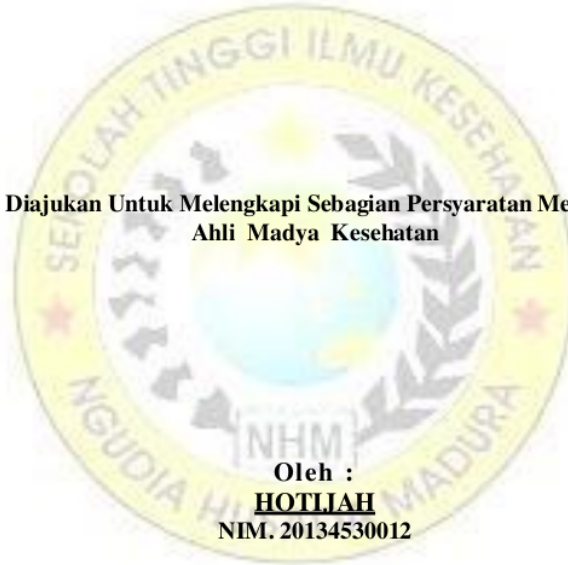 SEKOLAH TINGGI ILMU KESEHATAN
Diajukan Untuk Melengkapi Sebagian Persyaratan Me
Ahli Madya Kesehatan
NHM
Oleh :
HOTIJAH
NIM. 20134530012
NGUDIA MADURA